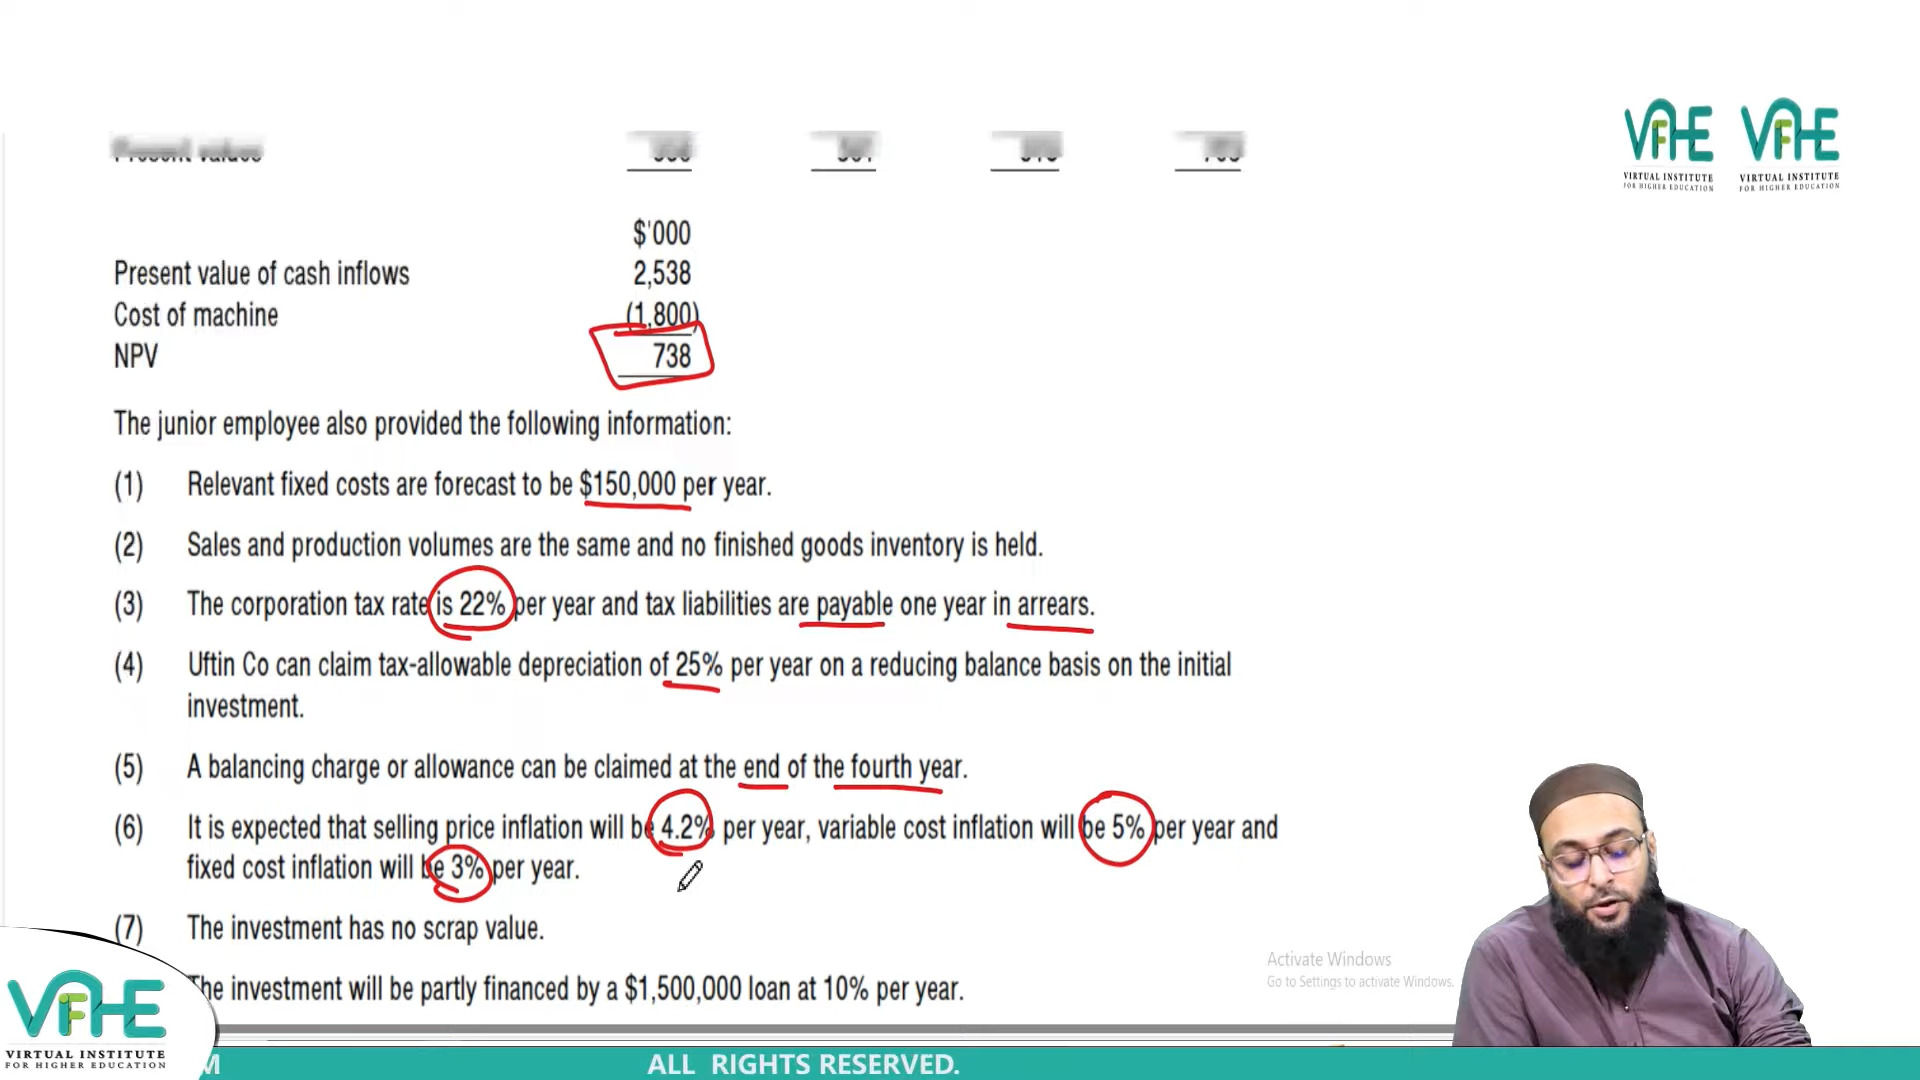 VFHE VFHE
VIRTUAL INSTITUTE VIRTUAL INSTITUTE
FOR HIGHER EDUCATION FOR HIGHER EDUCATION
Present values
$'000
Present value of cash inflows 2,538
Cost of machine (1,800)
NPV 738
The junior employee also provided the following information:
(1) Relevant fixed costs are forecast to be $150,000 per year.
(2) Sales and production volumes are the same and no finished goods inventory is held.
(3) The corporation tax rate is 22% per year and tax liabilities are payable one year in arrears.
(4) Uftin Co can claim tax-allowable depreciation of 25% per year on a reducing balance basis on the initial
investment.
(5) A balancing charge or allowance can be claimed at the end of the fourth year.
(6) It is expected that selling price inflation will be 4.2% per year, variable cost inflation will be 5% per year and
fixed cost inflation will be 3% per year.
(7) The investment has no scrap value.
The investment will be partly financed by a $1,500,000 loan at 10% per year.
Activate Windows
Go to Settings to activate Windows.
VFHE
VIRTUAL INSTITUTE
FOR HIGHER EDUCATION
M ALL RIGHTS RESERVED.